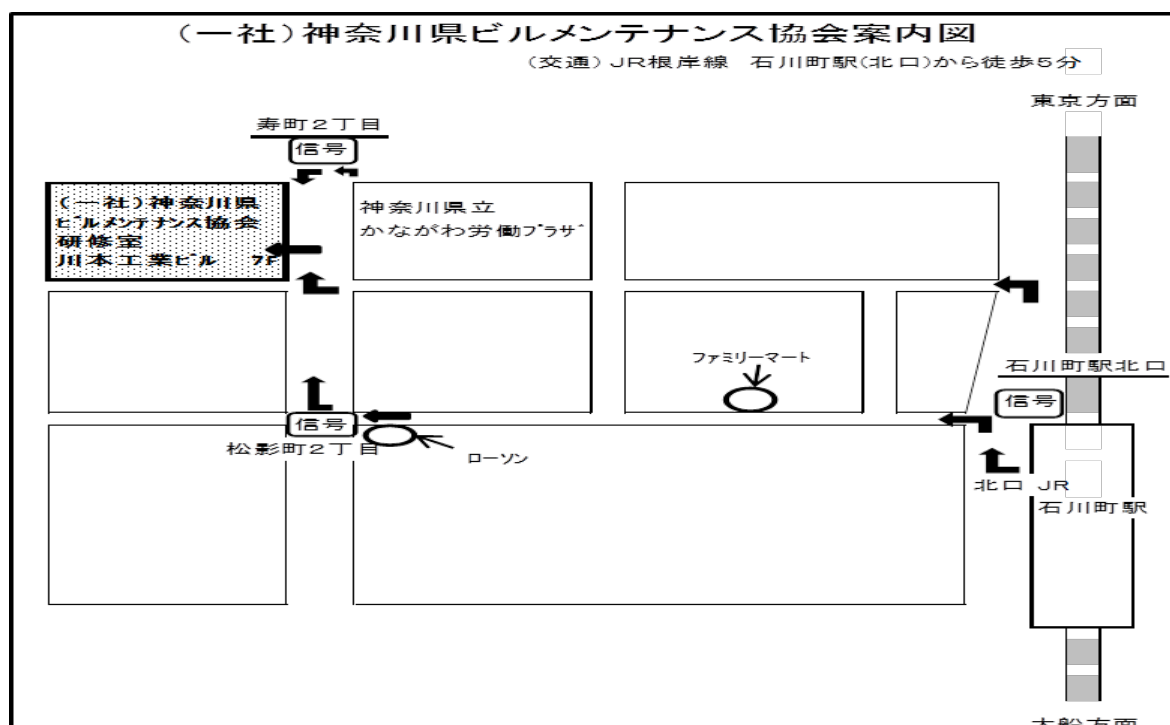 (一社)神奈川県ビルメンテナンス協会案内図
(交通)JR根岸線 石川町駅(北口)から徒歩5分
東京方面
寿町2丁目
信号
(一社)神奈川県
ビルメンテナンス協会
研修室
川本工業ビル 7F
神奈川県立
かながわ労働プラザ
ファミリーマート
石川町駅北口
信号
信号
松影町2丁目
ローソン
北口 JR
石川町駅
大船方面